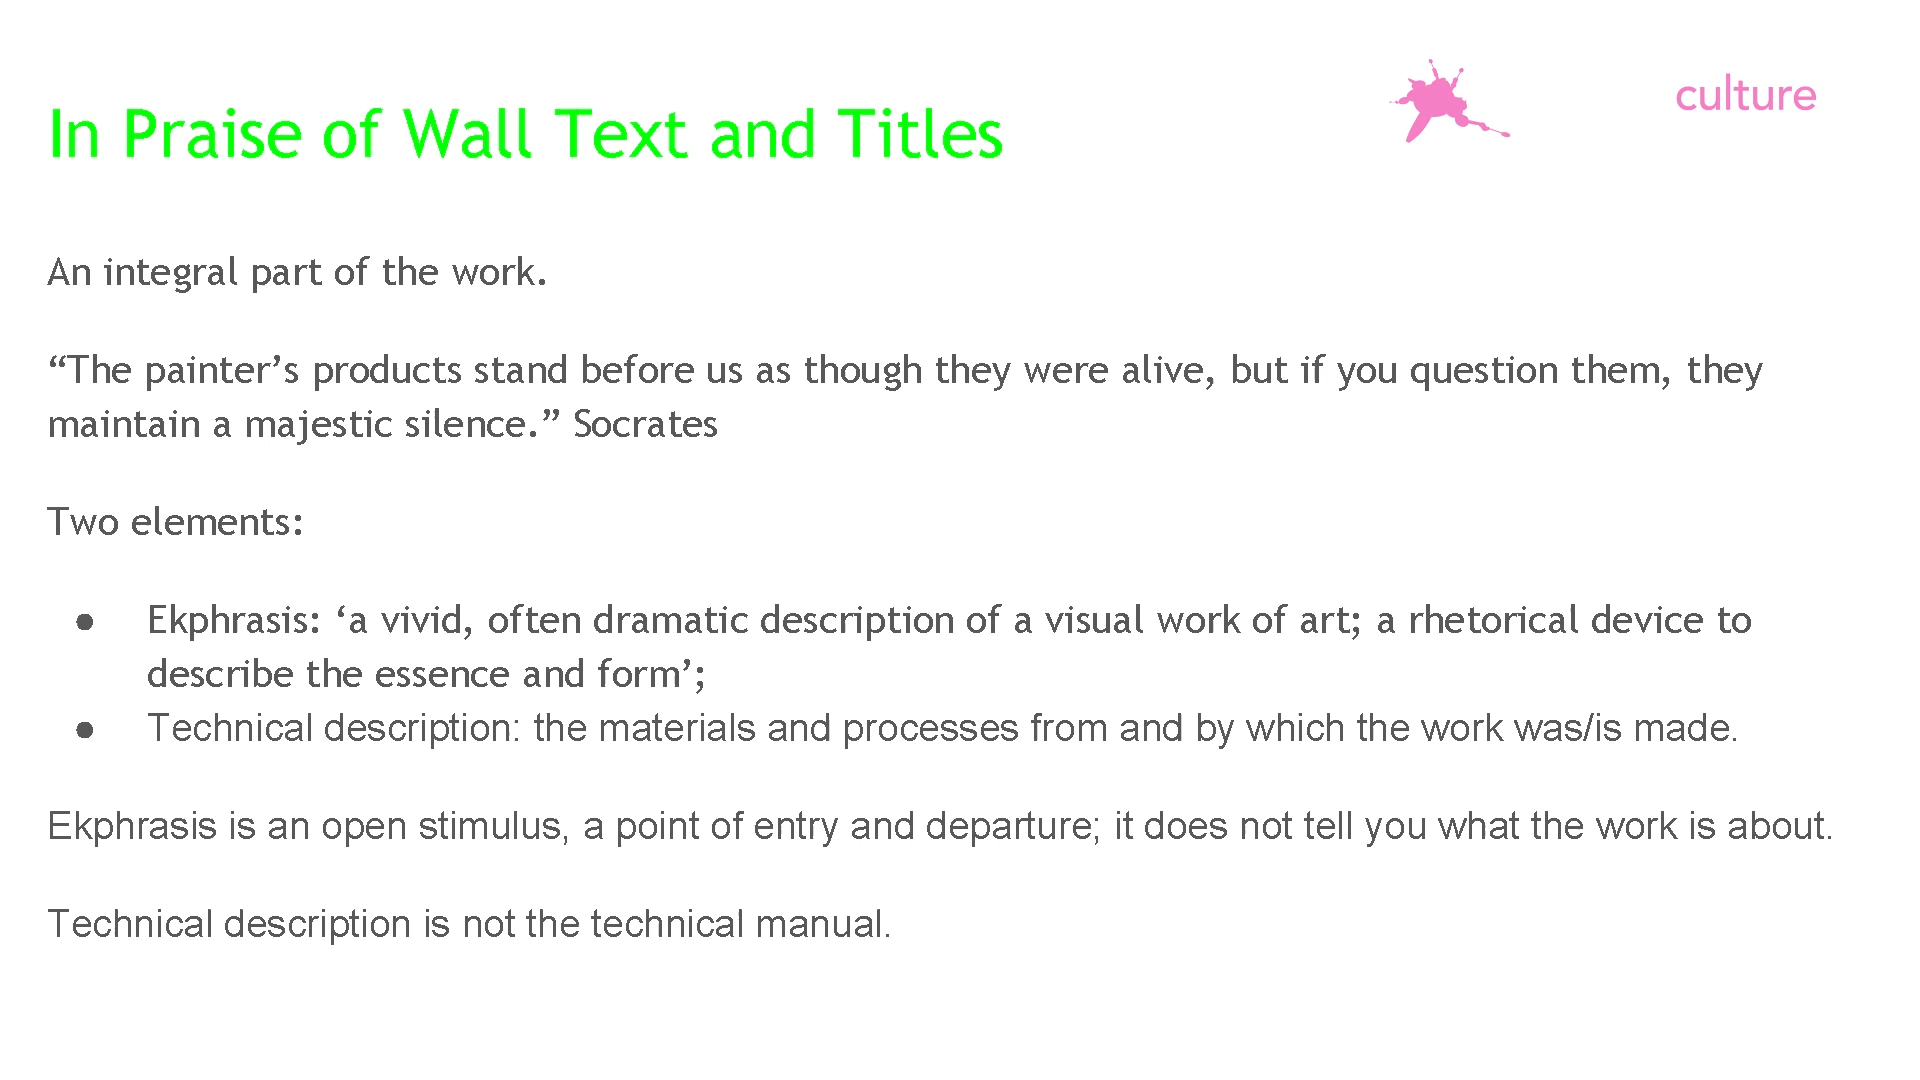 In Praise of Wall Text and Titles
culture
An integral part of the work.
“The painter’s products stand before us as though they were alive, but if you question them, they
maintain a majestic silence.” Socrates
Two elements:
● Ekphrasis: ‘a vivid, often dramatic description of a visual work of art; a rhetorical device to
describe the essence and form’;
● Technical description: the materials and processes from and by which the work was/is made.
Ekphrasis is an open stimulus, a point of entry and departure; it does not tell you what the work is about.
Technical description is not the technical manual.